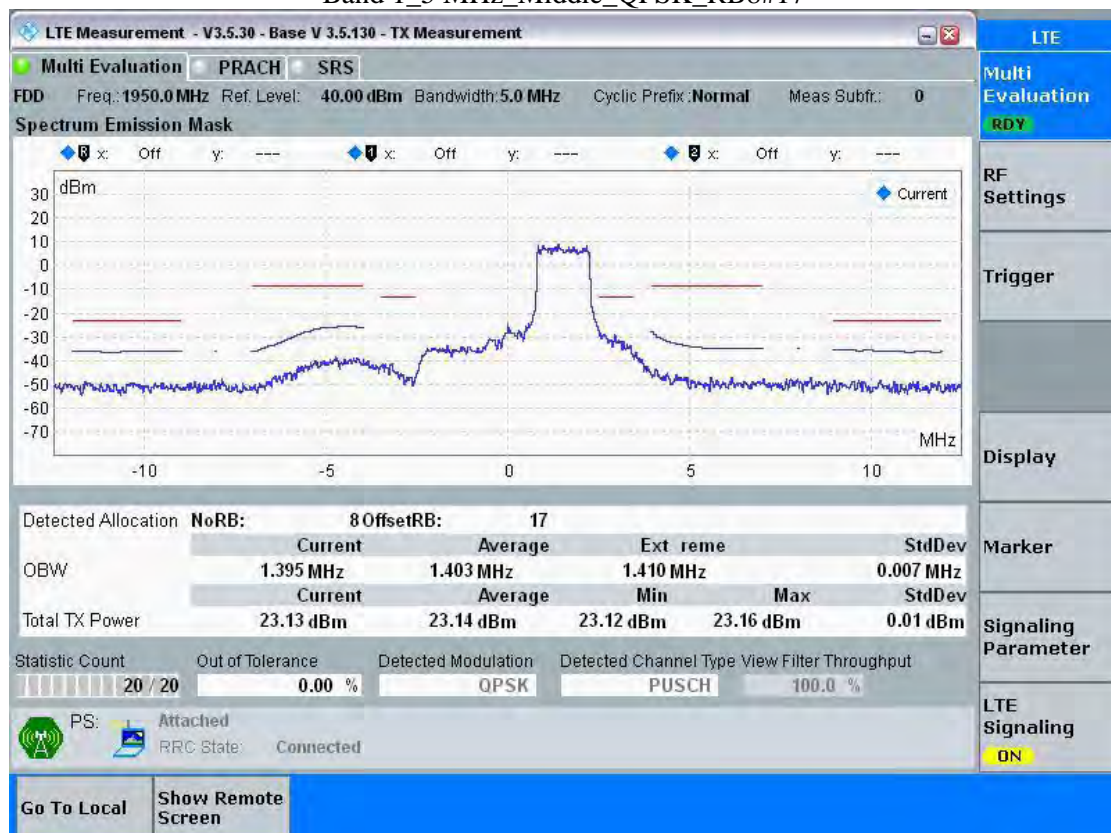 Band 1_5 MHz_Middle_QPSK_RB8#17
LTE Measurement - V3.5.30 - Base V 3.5.130 - TX Measurement
LTE
Multi Evaluation PRACH SRS
Multi
Evaluation
RDY
FDD Freq.: 1950.0 MHz Ref. Level: 40.00 dBm Bandwidth: 5.0 MHz Cyclic Prefix : Normal Meas Subfr.: 0
Spectrum Emission Mask
R x: Off y: --- 1 x: Off y: --- 2 x: Off y: ---
dBm
Current
30
20
10
0
-10
-20
-30
-40
-50
-60
-70
MHz
-10 -5 0 5 10
RF
Settings
Trigger
Display
Marker
Signaling
Parameter
LTE
Signaling
ON
Detected Allocation NoRB: 8 OffsetRB: 17
Current Average Ext reme StdDev
OBW 1.395 MHz 1.403 MHz 1.410 MHz 0.007 MHz
Current Average Min Max StdDev
Total TX Power 23.13 dBm 23.14 dBm 23.12 dBm 23.16 dBm 0.01 dBm
Statistic Count Out of Tolerance Detected Modulation Detected Channel Type View Filter Throughput
20 / 20 0.00 % QPSK PUSCH 100.0 %
PS: Attached
RRC State: Connected
Go To Local
Show Remote
Screen